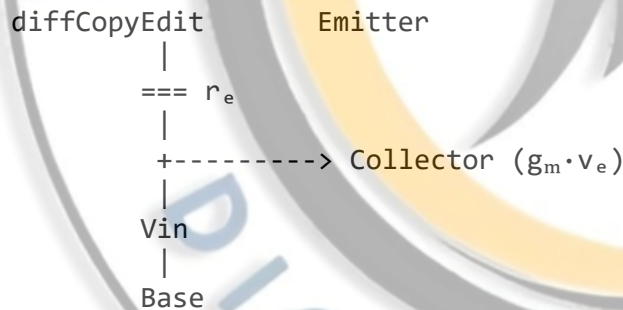 diffCopyEdit Emitter
|
=== rₑ
|
+---------> Collector (gₘ·vₑ)
|
Vin
|
Base